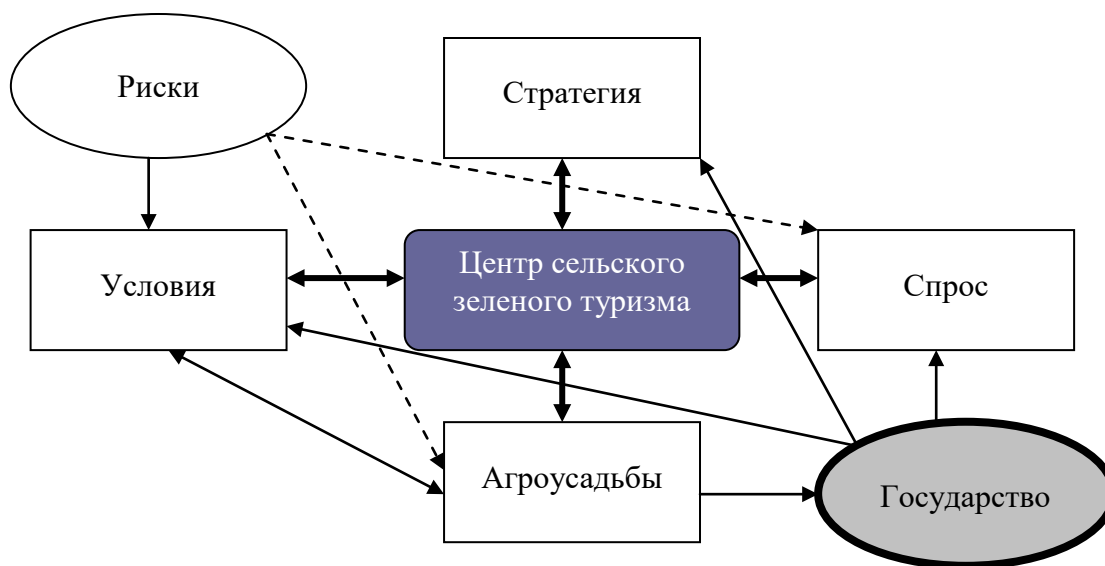 Риски
Стратегия
Условия
Центр сельского
зеленого туризма
Спрос
Агроусадьбы
Государство